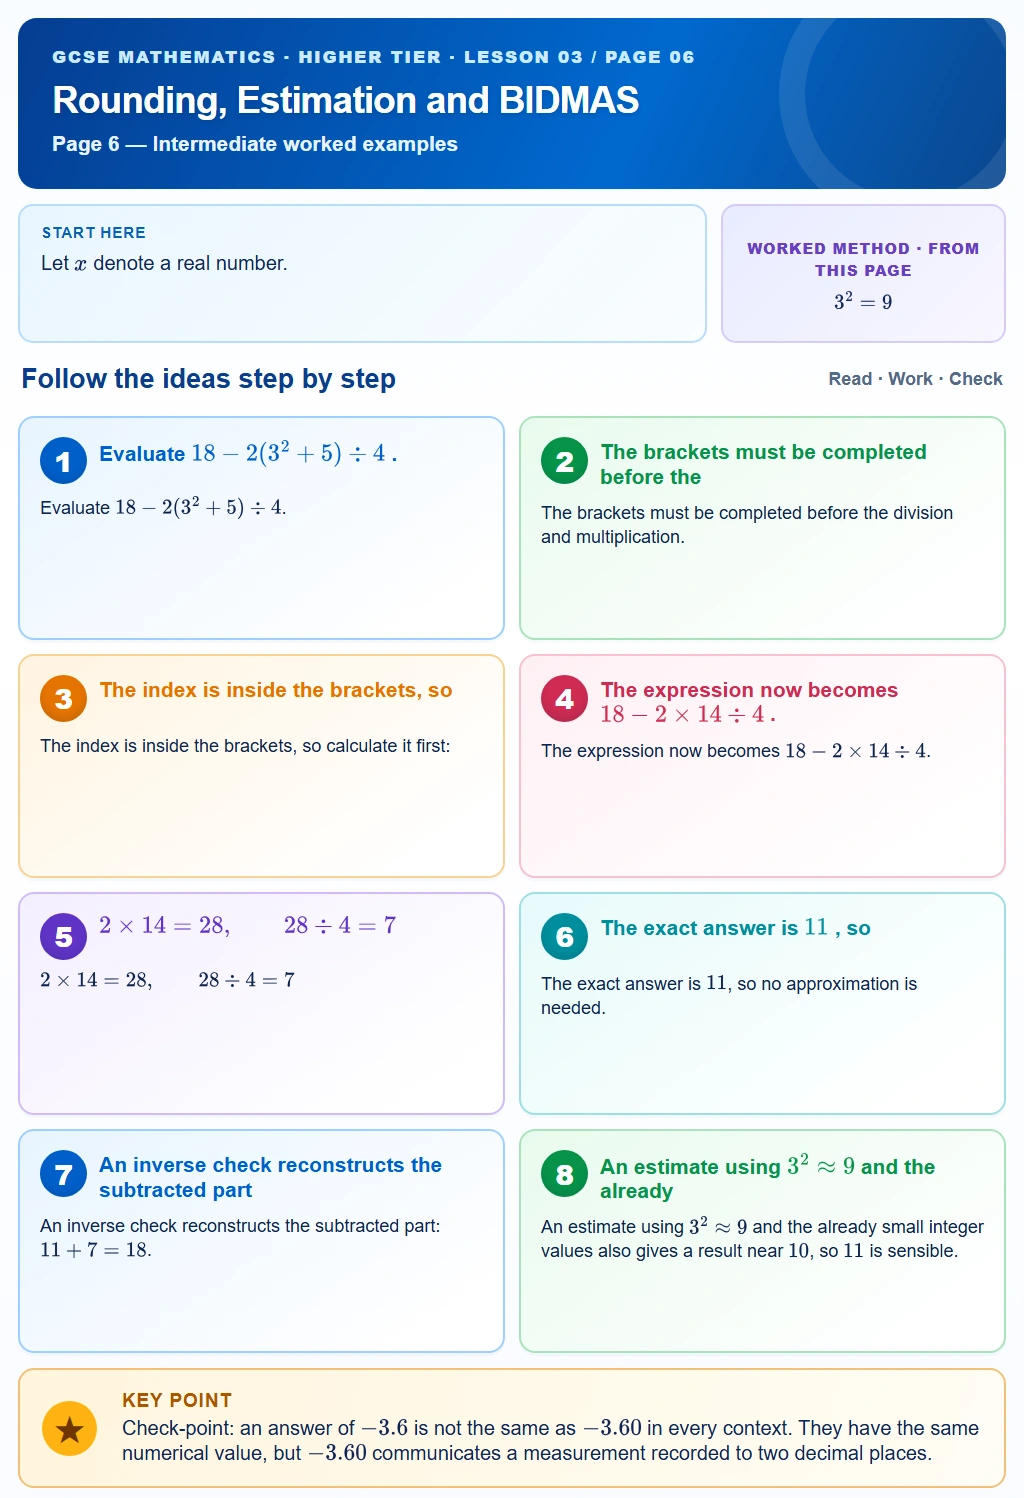 GCSE MATHEMATICS · HIGHER TIER · LESSON 03 / PAGE 06
Rounding, Estimation and BIDMAS
Page 6 — Intermediate worked examples
START HERE
Let x denote a real number.
WORKED METHOD · FROM
THIS PAGE
3² = 9
Follow the ideas step by step
Read · Work · Check
1
Evaluate 18 − 2(3² + 5) ÷ 4 .
Evaluate 18 − 2(3² + 5) ÷ 4.
2
The brackets must be completed
before the
The brackets must be completed before the division
and multiplication.
3
The index is inside the brackets, so
The index is inside the brackets, so calculate it first:
4
The expression now becomes
18 − 2 × 14 ÷ 4 .
The expression now becomes 18 − 2 × 14 ÷ 4.
5
2 × 14 = 28, 28 ÷ 4 = 7
2 × 14 = 28, 28 ÷ 4 = 7
6
The exact answer is 11 , so
The exact answer is 11, so no approximation is
needed.
7
An inverse check reconstructs the
subtracted part
An inverse check reconstructs the subtracted part:
11 + 7 = 18.
8
An estimate using 3² ≈ 9 and the
already
An estimate using 3² ≈ 9 and the already small integer
values also gives a result near 10, so 11 is sensible.
KEY POINT
Check-point: an answer of −3.6 is not the same as −3.60 in every context. They have the same
numerical value, but −3.60 communicates a measurement recorded to two decimal places.